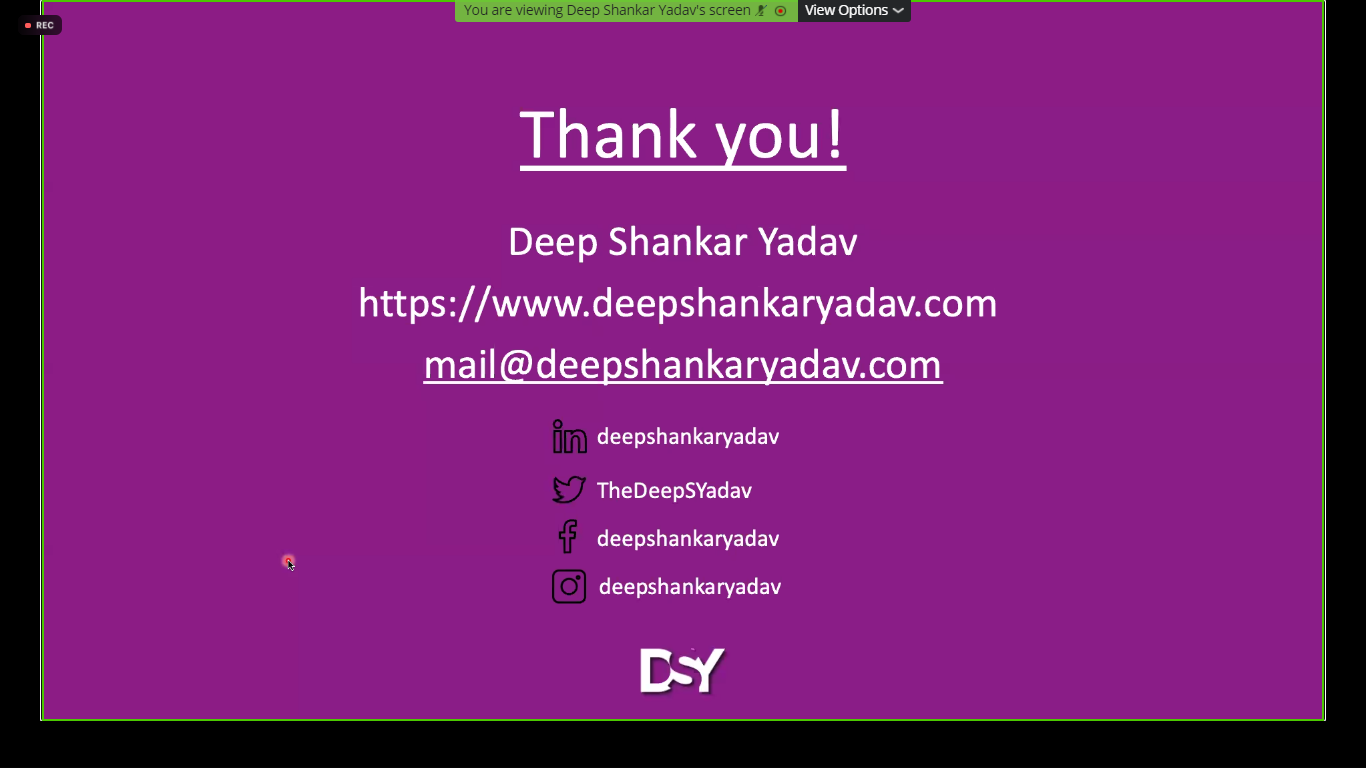 You are viewing Deep Shankar Yadav's screen
View Options
REC
Thank you!
Deep Shankar Yadav
https://www.deepshankaryadav.com
mail@deepshankaryadav.com
in deepshankaryadav
TheDeepSYadav
f deepshankaryadav
deepshankaryadav
DSY